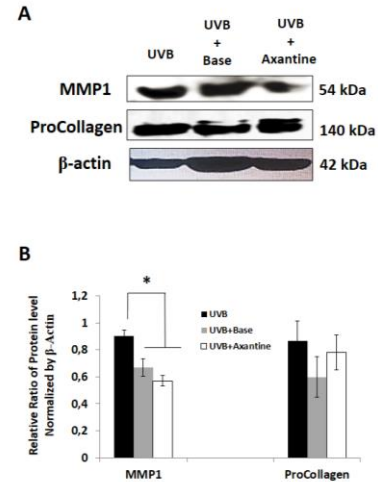 A
UVB
UVB
+
Base
UVB
+
Axantine
MMP1
54 kDa
ProCollagen
140 kDa
β-actin
42 kDa
B
Relative Ratio of Protein level
Normalized by β-Actin
1,2
1
0,8
0,6
0,4
0,2
0
*
UVB
UVB+Base
UVB+Axantine
MMP1
ProCollagen